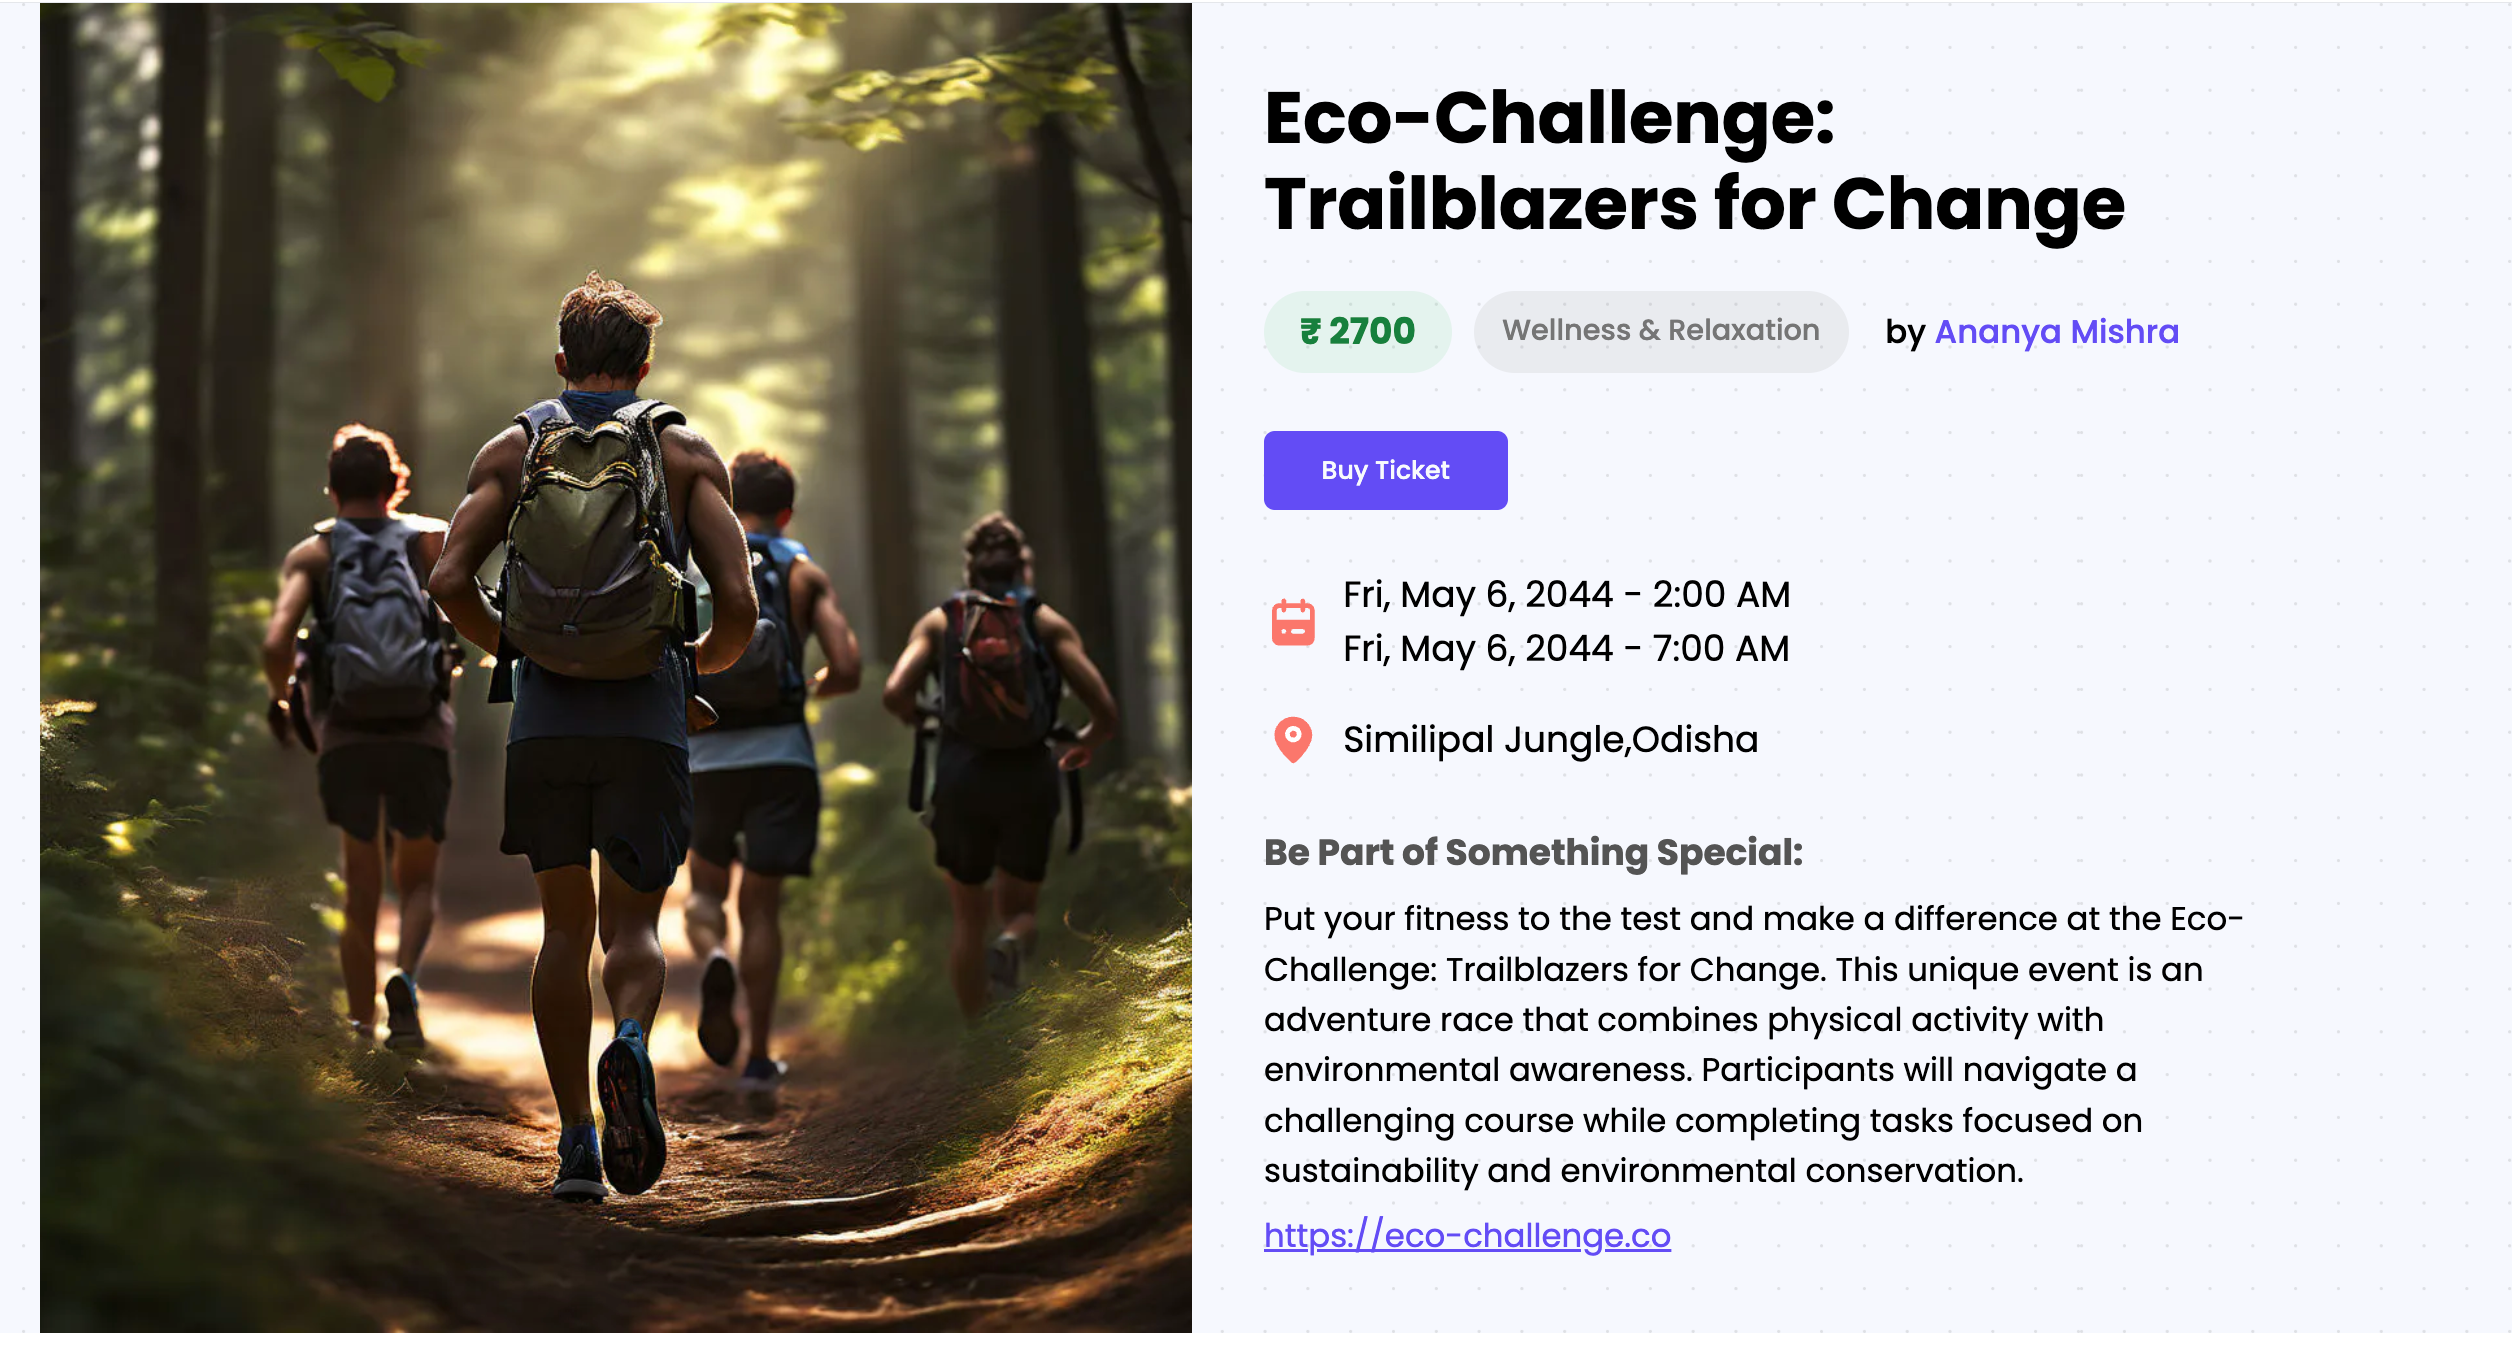 Eco-Challenge:
Trailblazers for Change
₹ 2700
Wellness & Relaxation
by Ananya Mishra
Buy Ticket
Fri, May 6, 2044 - 2:00 AM
Fri, May 6, 2044 - 7:00 AM
Similipal Jungle,Odisha
Be Part of Something Special:
Put your fitness to the test and make a difference at the Eco-
Challenge: Trailblazers for Change. This unique event is an
adventure race that combines physical activity with
environmental awareness. Participants will navigate a
challenging course while completing tasks focused on
sustainability and environmental conservation.
https://eco-challenge.co